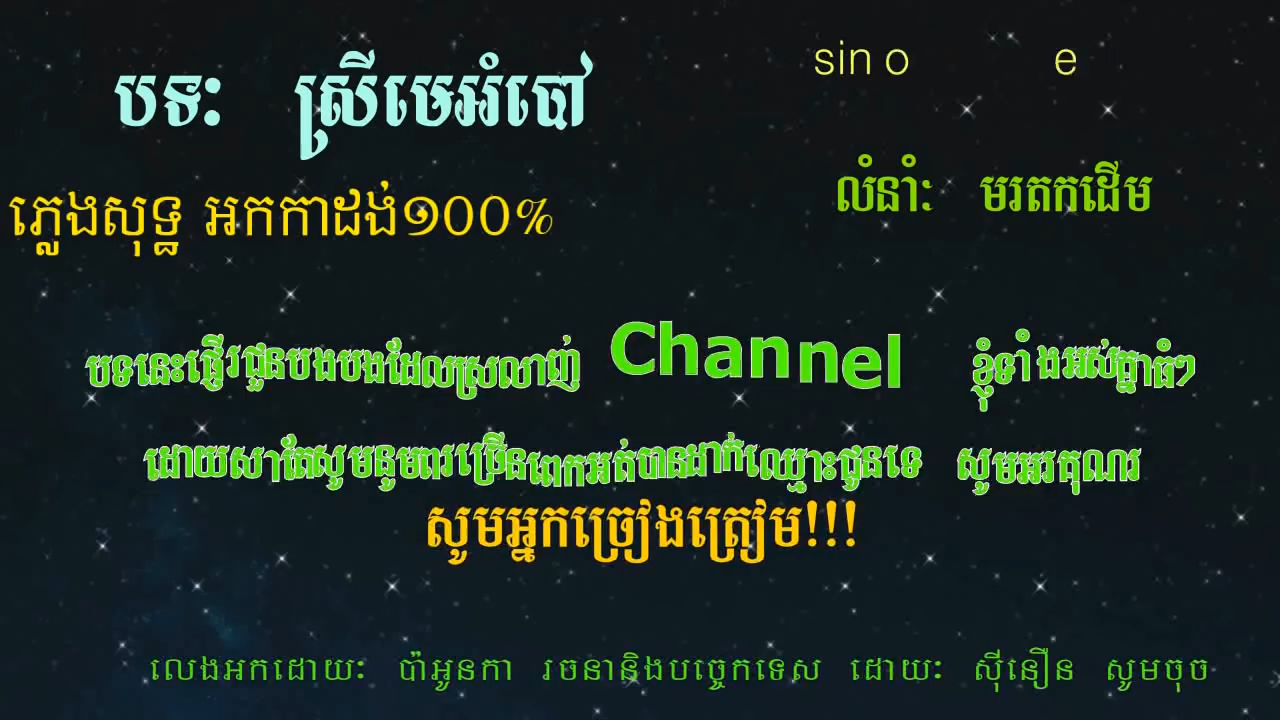 បទៈ ស្រីមេអំបៅ
sin o e
លំនាំៈ មរតកដើម
ភ្លេងសុទ្ធ អកកាដង់១០០%
បទនេះផ្ញើរជួនបងបងដែលស្រលាញ់ Channel ខ្ញុំទាំងអស់គ្នាធំៗ
ដោយសាតែសូមនូមពរច្រើនពេកអត់បានដាក់ឈ្មោះជូនទេ សូមអរគុណរ
សូមអ្នកច្រៀងត្រៀម!!!
លេងអកដោយៈ ប៉ាអូនកា រចនានិងបច្ចេកទេស ដោយៈ ស៊ីនឿន សូមចុច